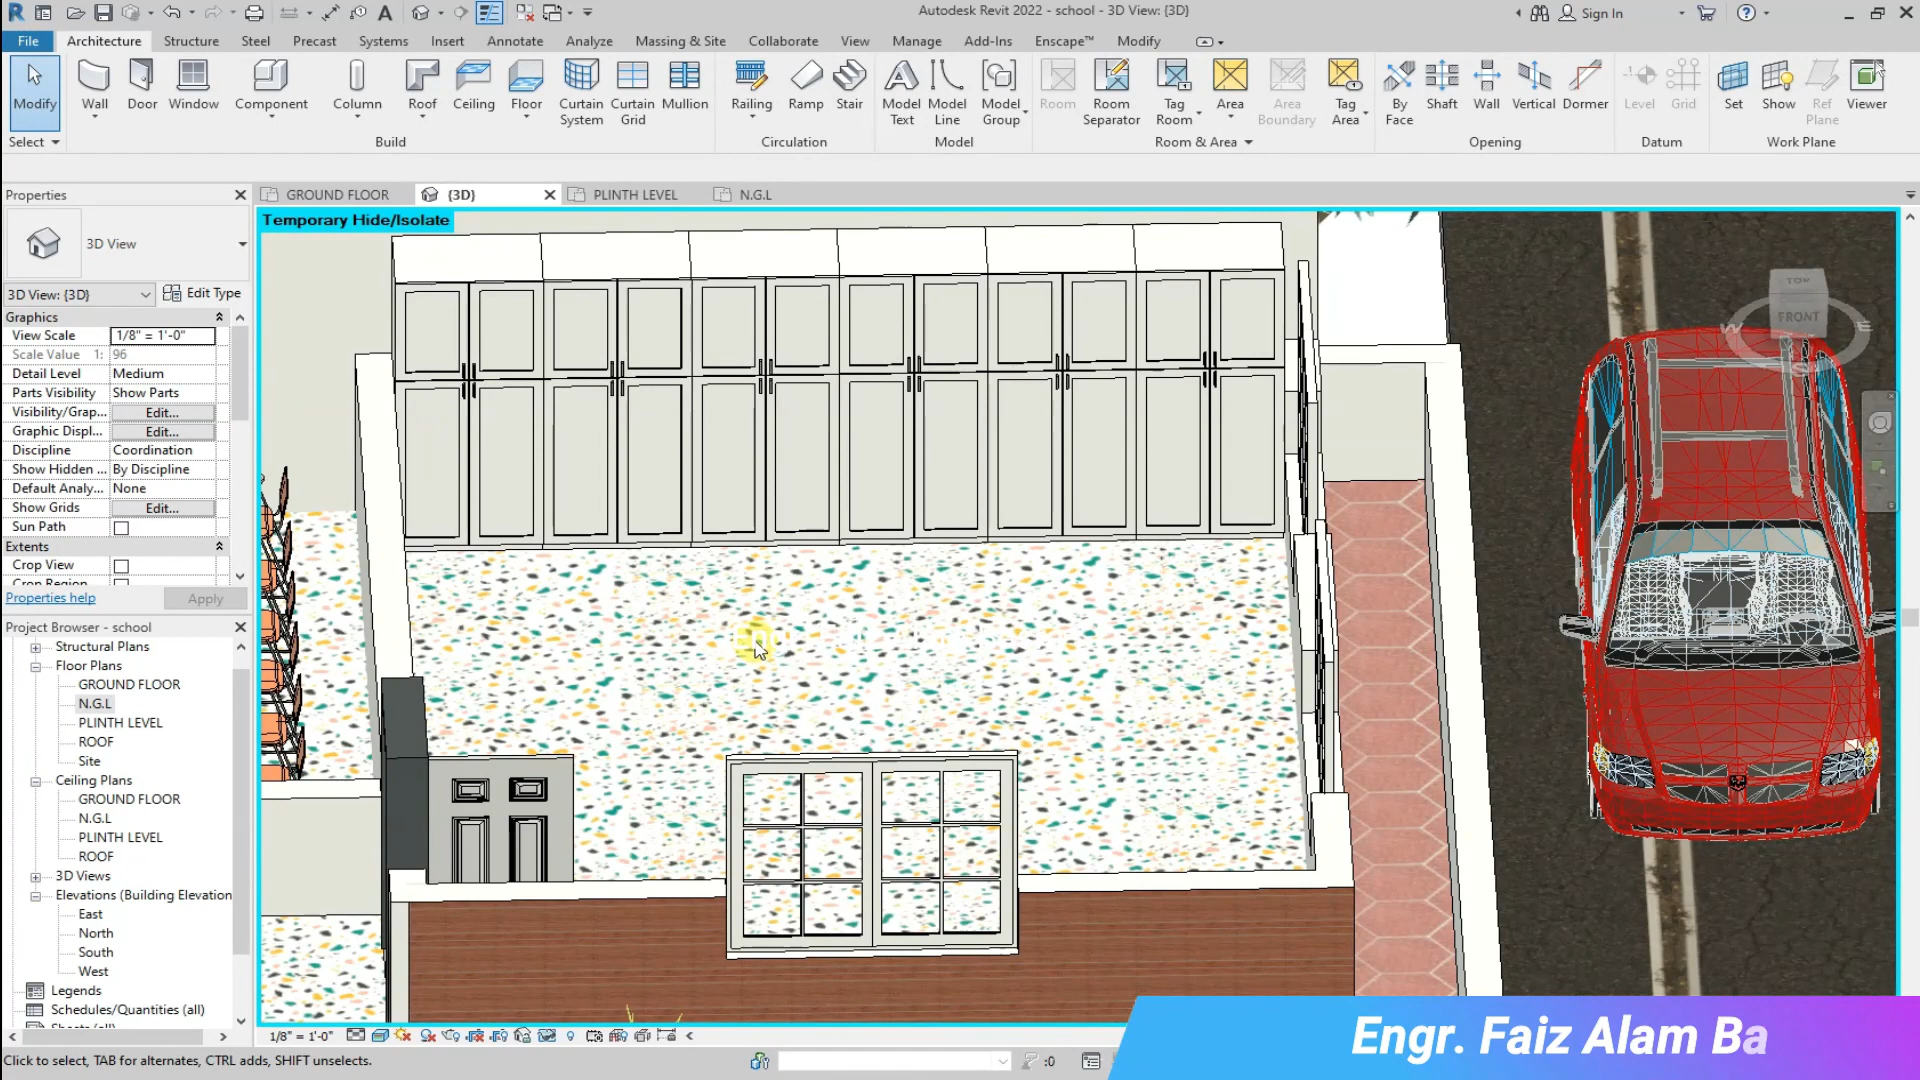 Autodesk Revit 2022 - school - 3D View: {3D}
Sign In
File Architecture Structure Steel Precast Systems Insert Annotate Analyze Massing & Site Collaborate View Manage Add-Ins Enscape™ Modify
Modify Wall Door Window Component Column Roof Ceiling Floor Curtain System Curtain Grid Mullion Railing Ramp Stair Model Text Model Line Model Group Room Room Separator Tag Room Area Area Boundary Tag Area By Face Shaft Wall Vertical Dormer Level Grid Set Show Ref Plane Viewer
Select Build Circulation Model Room & Area Opening Datum Work Plane
Properties
GROUND FLOOR {3D} PLINTH LEVEL N.G.L
Temporary Hide/Isolate
3D View
3D View: {3D} Edit Type
Graphics
View Scale 1/8" = 1'-0"
Scale Value 1: 96
Detail Level Medium
Parts Visibility Show Parts
Visibility/Grap... Edit...
Graphic Displ... Edit...
Discipline Coordination
Show Hidden ... By Discipline
Default Analy... None
Show Grids Edit...
Sun Path
Extents
Crop View
Crop Region
Properties help Apply
Project Browser - school
Structural Plans
Floor Plans
GROUND FLOOR
N.G.L
PLINTH LEVEL
ROOF
Site
Ceiling Plans
GROUND FLOOR
N.G.L
PLINTH LEVEL
ROOF
3D Views
Elevations (Building Elevation
East
North
South
West
Legends
Schedules/Quantities (all)
Sheets (all)
TOP
FRONT
W
E
S
1/8" = 1'-0"
Click to select, TAB for alternates, CTRL adds, SHIFT unselects.
:0
Engr. Faiz Alam Ba